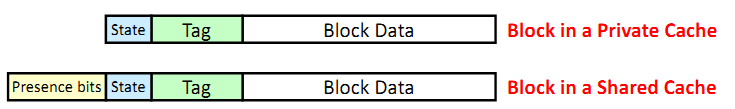 State Tag Block Data Block in a Private Cache
Presence bits State Tag Block Data Block in a Shared Cache